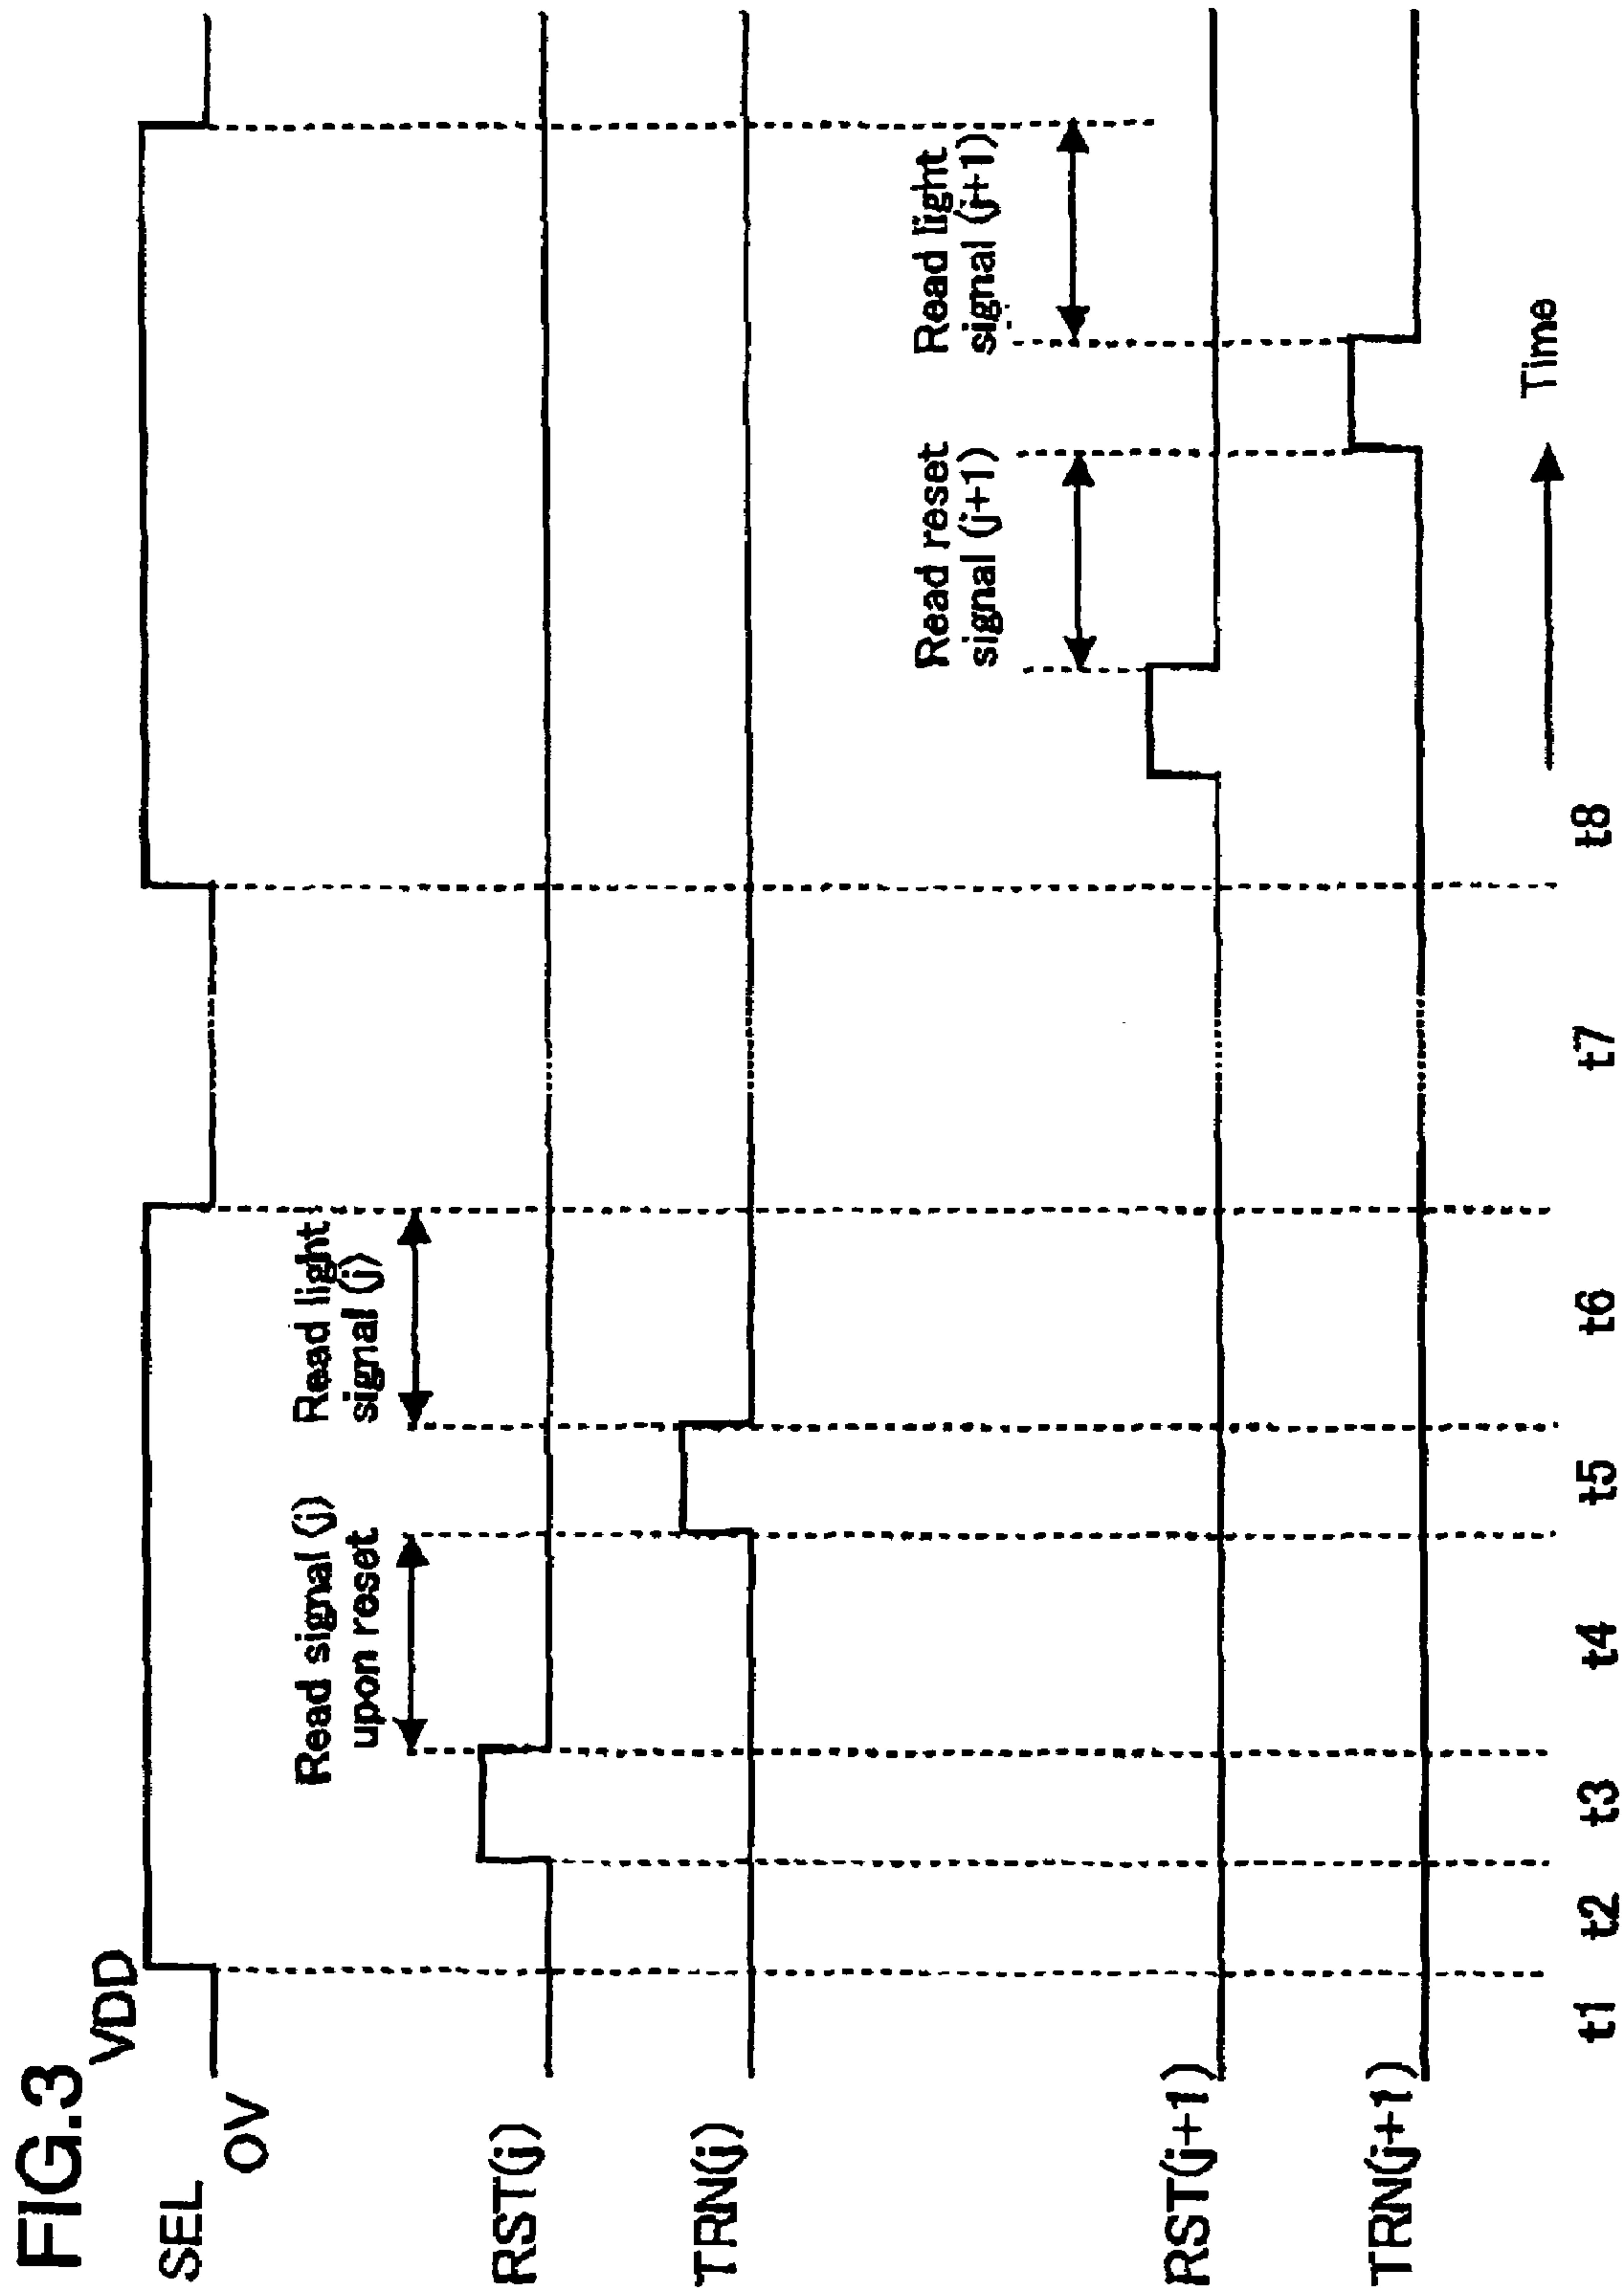 FIG.3
VDD
SEL
OV
Read signal (j)
upon reset
Read light
signal (j)
RST(j)
TRN(j)
Read reset
signal (j+1)
Read light
signal (j+1)
RST(j+1)
TRN(j+1)
Time
t1 t2 t3 t4 t5 t6 t7 t8